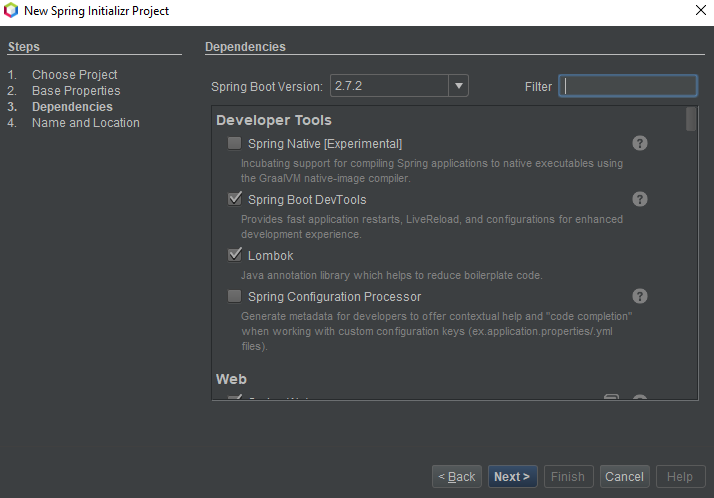 New Spring Initializr Project
Steps
1. Choose Project
2. Base Properties
3. Dependencies
4. Name and Location
Dependencies
Spring Boot Version: 2.7.2
Filter
Developer Tools
Spring Native [Experimental]
Incubating support for compiling Spring applications to native executables using
the GraalVM native-image compiler.
Spring Boot DevTools
Provides fast application restarts, LiveReload, and configurations for enhanced
development experience.
Lombok
Java annotation library which helps to reduce boilerplate code.
Spring Configuration Processor
Generate metadata for developers to offer contextual help and "code completion"
when working with custom configuration keys (ex.application.properties/.yml
files).
Web
< Back
Next >
Finish
Cancel
Help